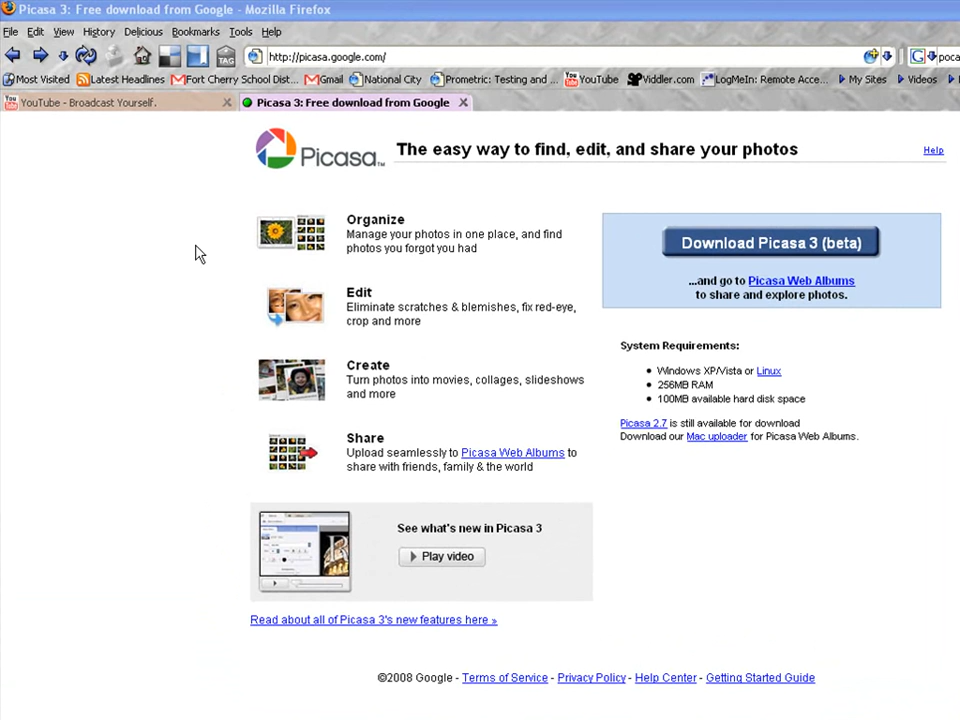 Picasa 3: Free download from Google - Mozilla Firefox
File Edit View History Delicious Bookmarks Tools Help
TAG http://picasa.google.com/ G poca
Most Visited Latest Headlines Fort Cherry School Dist... Gmail National City Prometric: Testing and ... YouTube Viddler.com LogMeIn: Remote Acce... My Sites Videos
YouTube - Broadcast Yourself. Picasa 3: Free download from Google
Picasa™ The easy way to find, edit, and share your photos Help
Organize
Manage your photos in one place, and find
photos you forgot you had
Edit
Eliminate scratches & blemishes, fix red-eye,
crop and more
Create
Turn photos into movies, collages, slideshows
and more
Share
Upload seamlessly to Picasa Web Albums to
share with friends, family & the world
Download Picasa 3 (beta)
...and go to Picasa Web Albums
to share and explore photos.
System Requirements:
• Windows XP/Vista or Linux
• 256MB RAM
• 100MB available hard disk space
Picasa 2.7 is still available for download
Download our Mac uploader for Picasa Web Albums.
See what's new in Picasa 3
Play video
Read about all of Picasa 3's new features here »
©2008 Google - Terms of Service - Privacy Policy - Help Center - Getting Started Guide